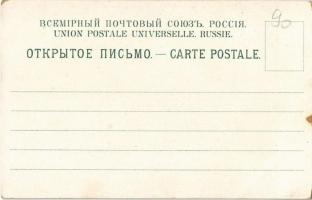 90
ВСЕМІРНЫЙ ПОЧТОВЫЙ СОЮЗЪ. РОССІЯ.
UNION POSTALE UNIVERSELLE. RUSSIE.
ОТКРЫТОЕ ПИСЬМО. — CARTE POSTALE.